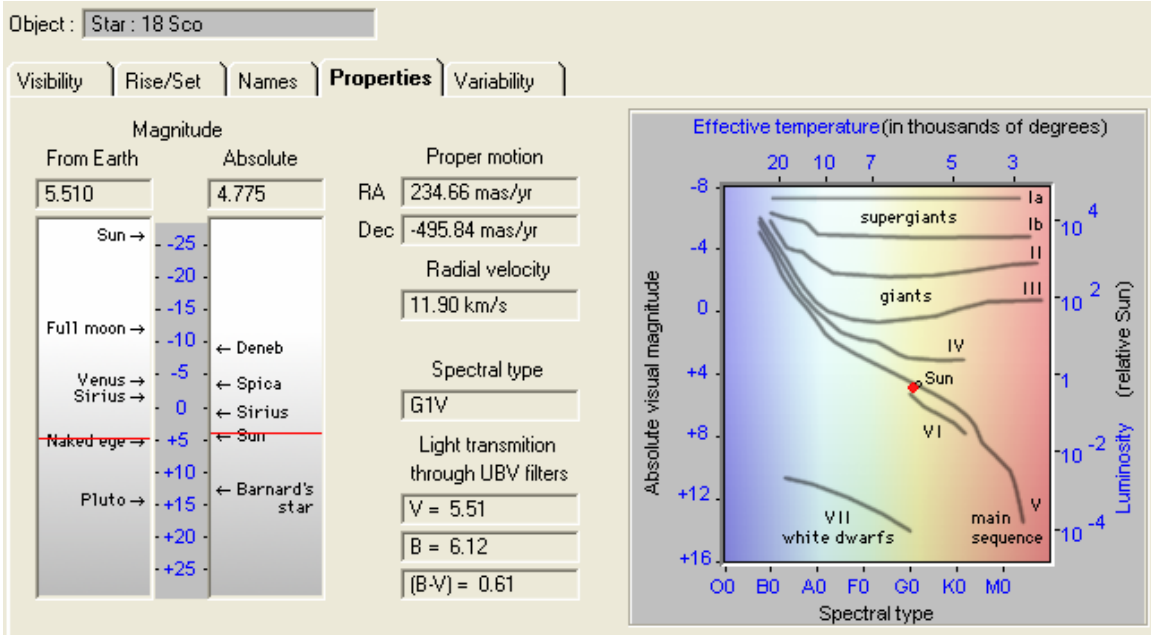 Object : Star : 18 Sco
Visibility Rise/Set Names Properties Variability
Magnitude
From Earth Absolute
5.510 4.775
Sun →
Full moon →
Venus →
Sirius →
Naked eye →
Pluto →
-25
-20
-15
-10
-5
0
+5
+10
+15
+20
+25
← Deneb
← Spica
← Sirius
← Sun
← Barnard's
star
Proper motion
RA 234.66 mas/yr
Dec -495.84 mas/yr
Radial velocity
11.90 km/s
Spectral type
G1V
Light transmition
through UBV filters
V = 5.51
B = 6.12
(B-V) = 0.61
Effective temperature (in thousands of degrees)
20 10 7 5 3
Absolute visual magnitude
-8
-4
0
+4
+8
+12
+16
Ia
supergiants
Ib
II
giants
III
IV
Sun
VI
VII
white dwarfs
V
main
sequence
10 4
10 2
1
10 -2
10 -4
Luminosity (relative Sun)
O0 B0 A0 F0 G0 K0 M0
Spectral type